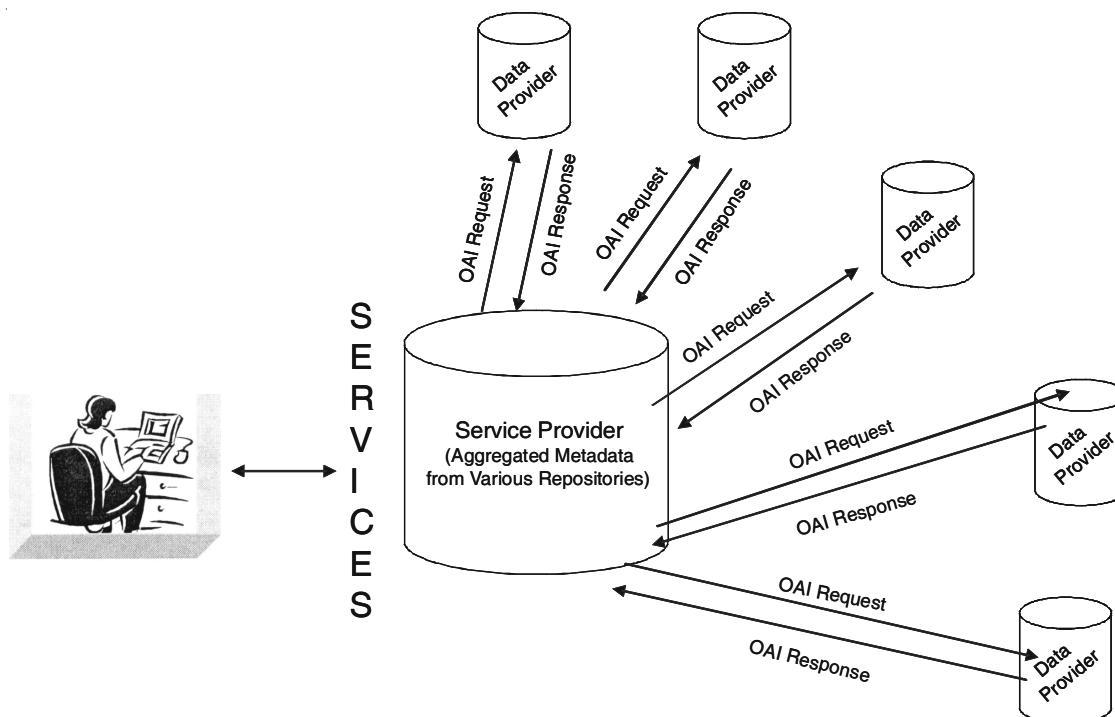 Data
Provider
Data
Provider
OAI Request
OAI Response
OAI Request
OAI Response
Data
Provider
OAI Request
OAI Response
SERVICES
Service Provider
(Aggregated Metadata
from Various Repositories)
OAI Request
OAI Response
Data
Provider
OAI Request
OAI Response
Data
Provider